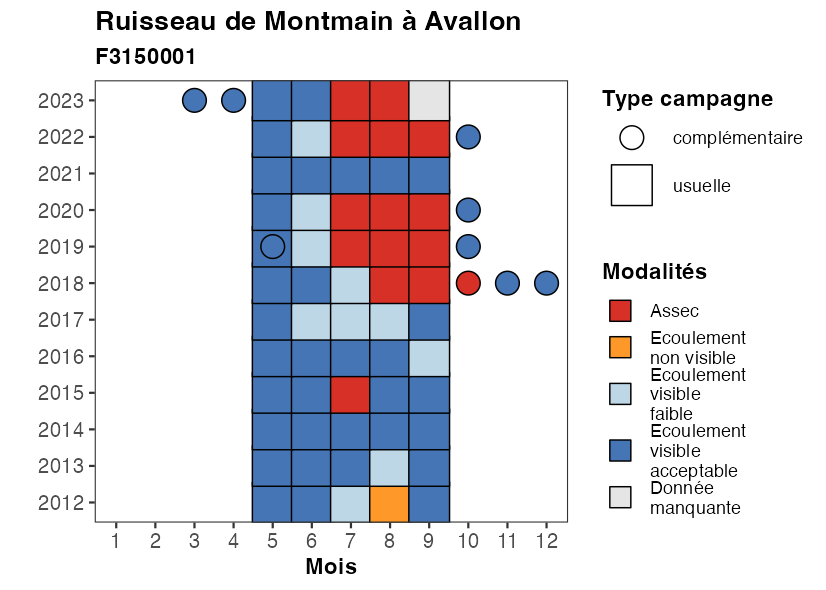 Ruisseau de Montmain à Avallon
F3150001
2023
2022
2021
2020
2019
2018
2017
2016
2015
2014
2013
2012
1 2 3 4 5 6 7 8 9 10 11 12
Mois
Type campagne
complémentaire
usuelle
Modalités
Assec
Ecoulement
non visible
Ecoulement
visible
faible
Ecoulement
visible
acceptable
Donnée
manquante